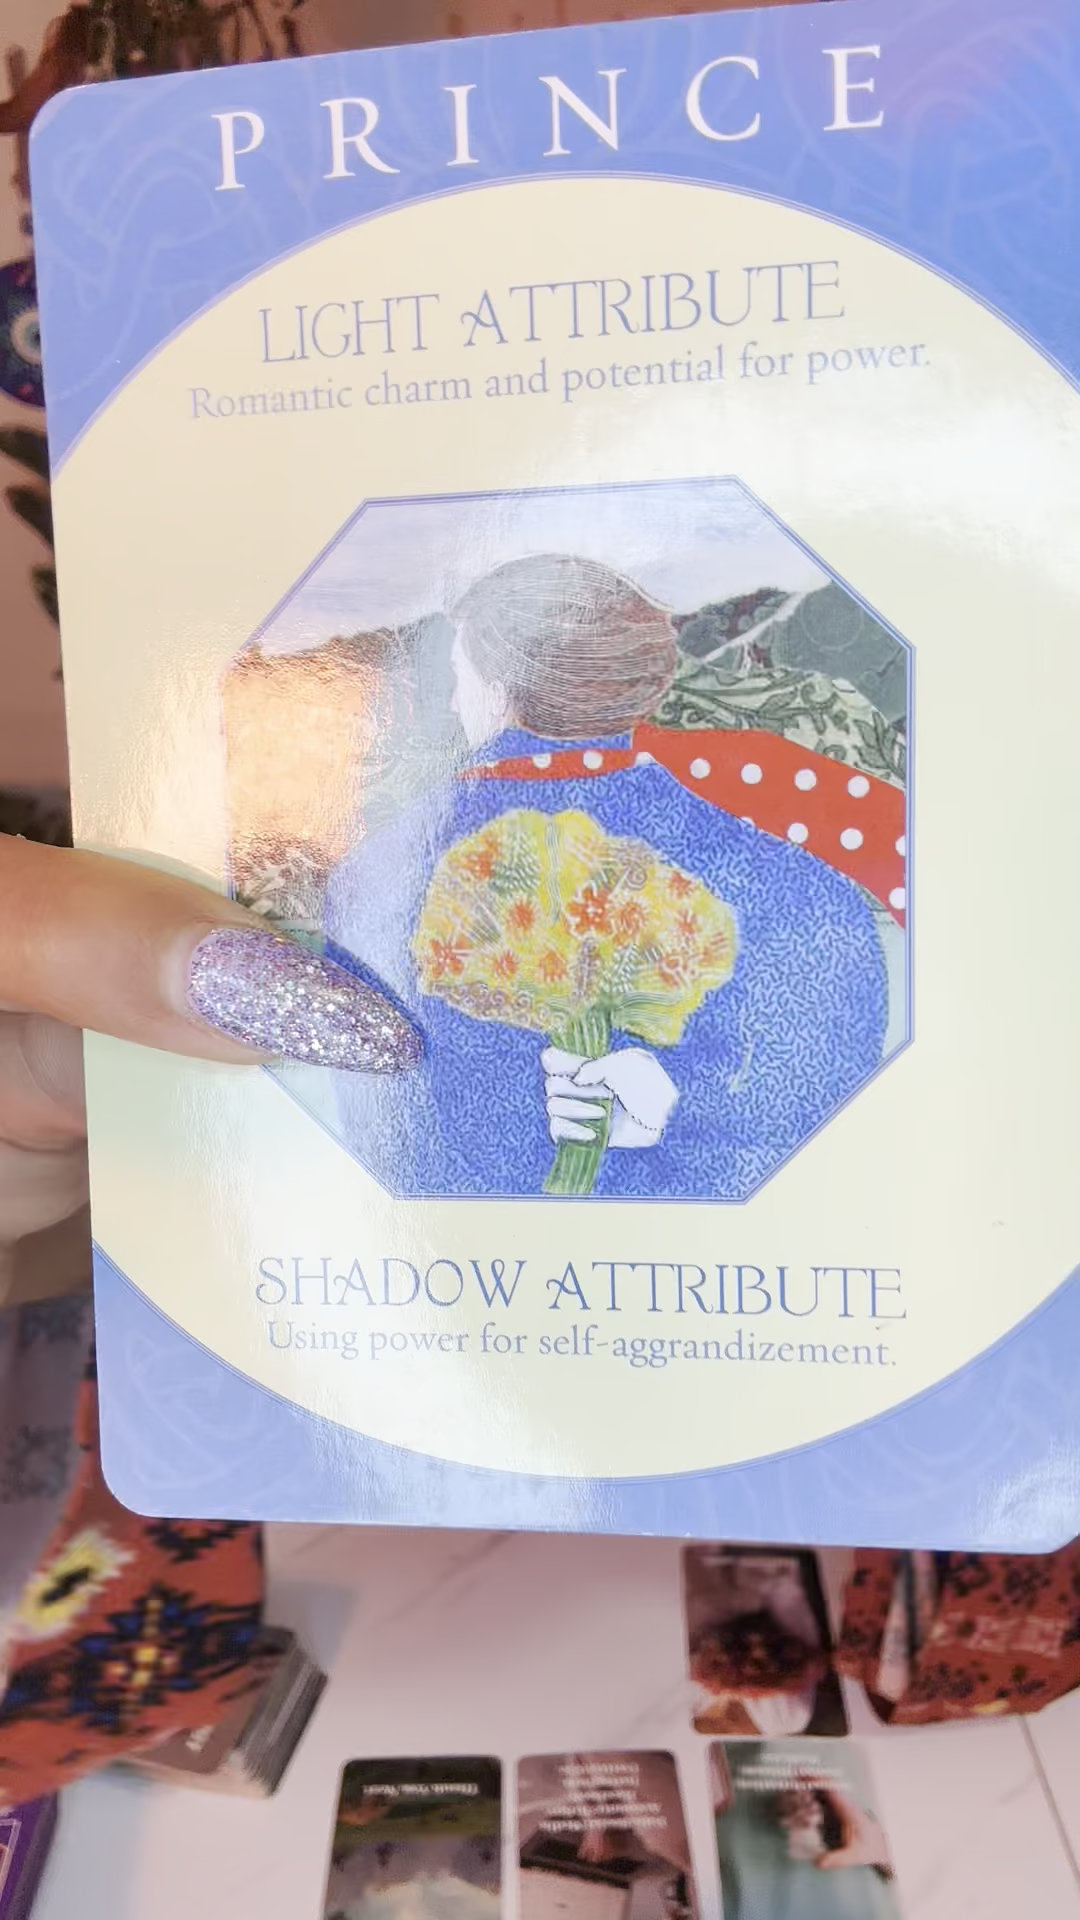 PRINCE
LIGHT ATTRIBUTE
Romantic charm and potential for power.
SHADOW ATTRIBUTE
Using power for self-aggrandizement.